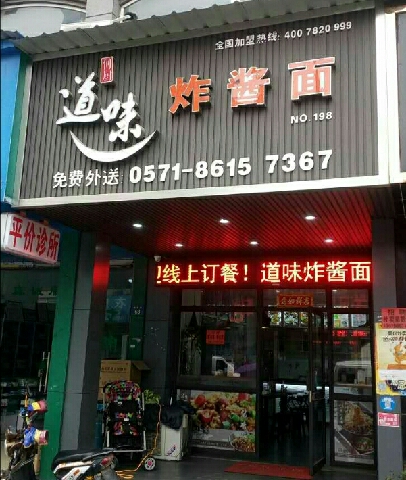 全国加盟热线: 400 7820 999
道味 炸酱面
NO.198
免费外送 0571-8615 7367
平价诊所
线上订餐！道味炸酱面